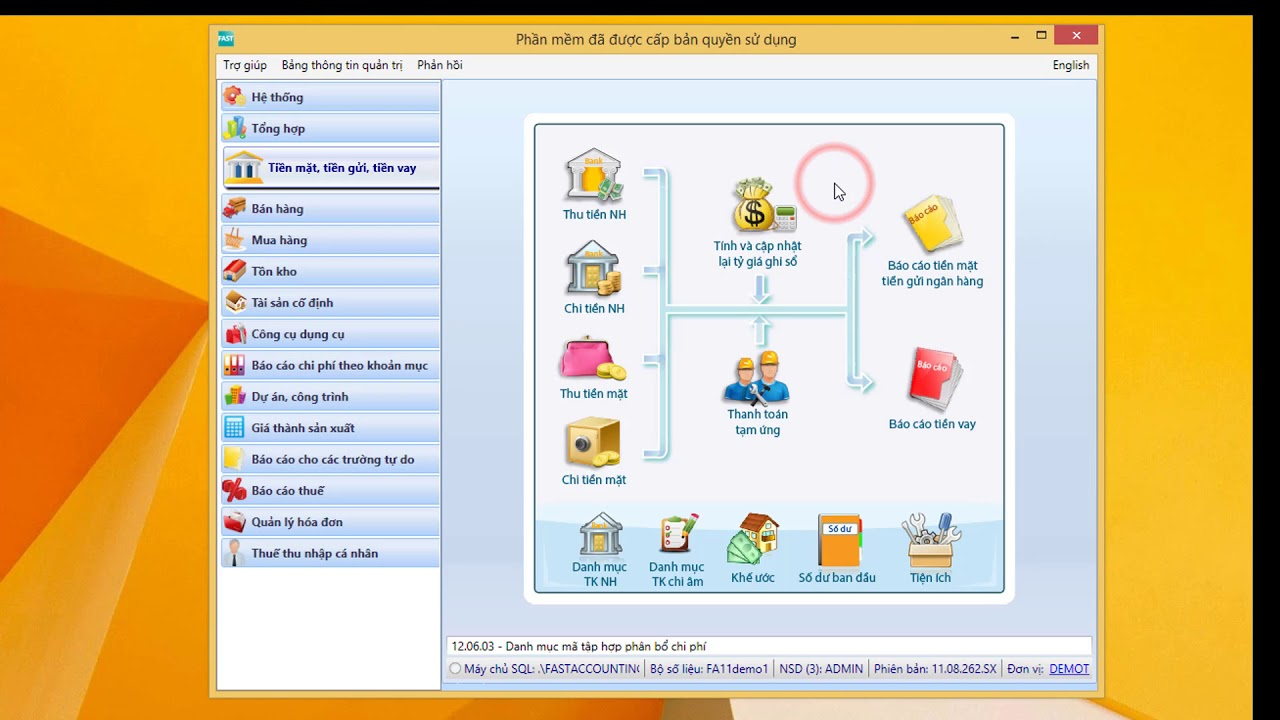 FAST
Phần mềm đã được cấp bản quyền sử dụng
Trợ giúp Bảng thông tin quản trị Phản hồi English
Hệ thống
Tổng hợp
Tiền mặt, tiền gửi, tiền vay
Bán hàng
Mua hàng
Tồn kho
Tài sản cố định
Công cụ dụng cụ
Báo cáo chi phí theo khoản mục
Dự án, công trình
Giá thành sản xuất
Báo cáo cho các trường tự do
Báo cáo thuế
Quản lý hóa đơn
Thuế thu nhập cá nhân
Bank
Thu tiền NH
Bank
Chi tiền NH
Thu tiền mặt
Chi tiền mặt
Tính và cập nhật
lại tỷ giá ghi sổ
Thanh toán
tạm ứng
Báo cáo
Báo cáo tiền mặt
tiền gửi ngân hàng
Báo cáo
Báo cáo tiền vay
Bank
Danh mục
TK NH
Danh mục
TK chi âm
Khế ước
Số dư
Số dư ban đầu
Tiện ích
12.06.03 - Danh mục mã tập hợp phân bổ chi phí
Máy chủ SQL: .\FASTACCOUNTING Bộ số liệu: FA11demo1 NSD (3): ADMIN Phiên bản: 11.08.262.SX Đơn vị: DEMOT